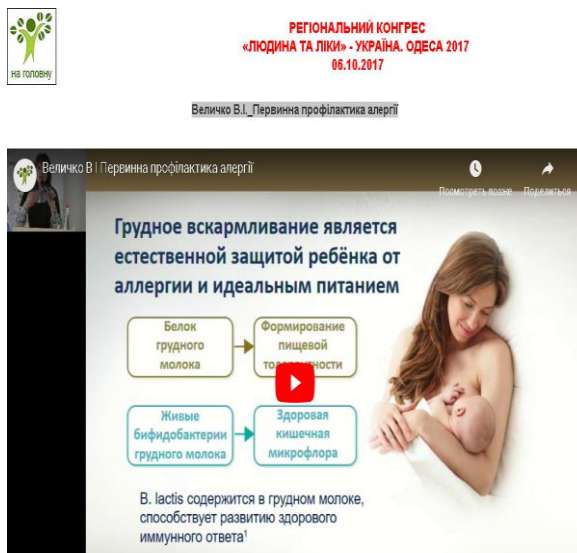 на головну
РЕГІОНАЛЬНИЙ КОНГРЕС
«ЛЮДИНА ТА ЛІКИ» - УКРАЇНА. ОДЕСА 2017
06.10.2017
Величко В.І._Первинна профілактика алергії
Величко В І Первинна профілактика алергії
Посмотреть позже
Поделиться
Грудное вскармливание является
естественной защитой ребёнка от
аллергии и идеальным питанием
Белок
грудного
молока
Формирование
пищевой
Живые
бифидобактерии
грудного молока
Здоровая
кишечная
микрофлора
B. lactis содержится в грудном молоке,
способствует развитию здорового
иммунного ответа¹